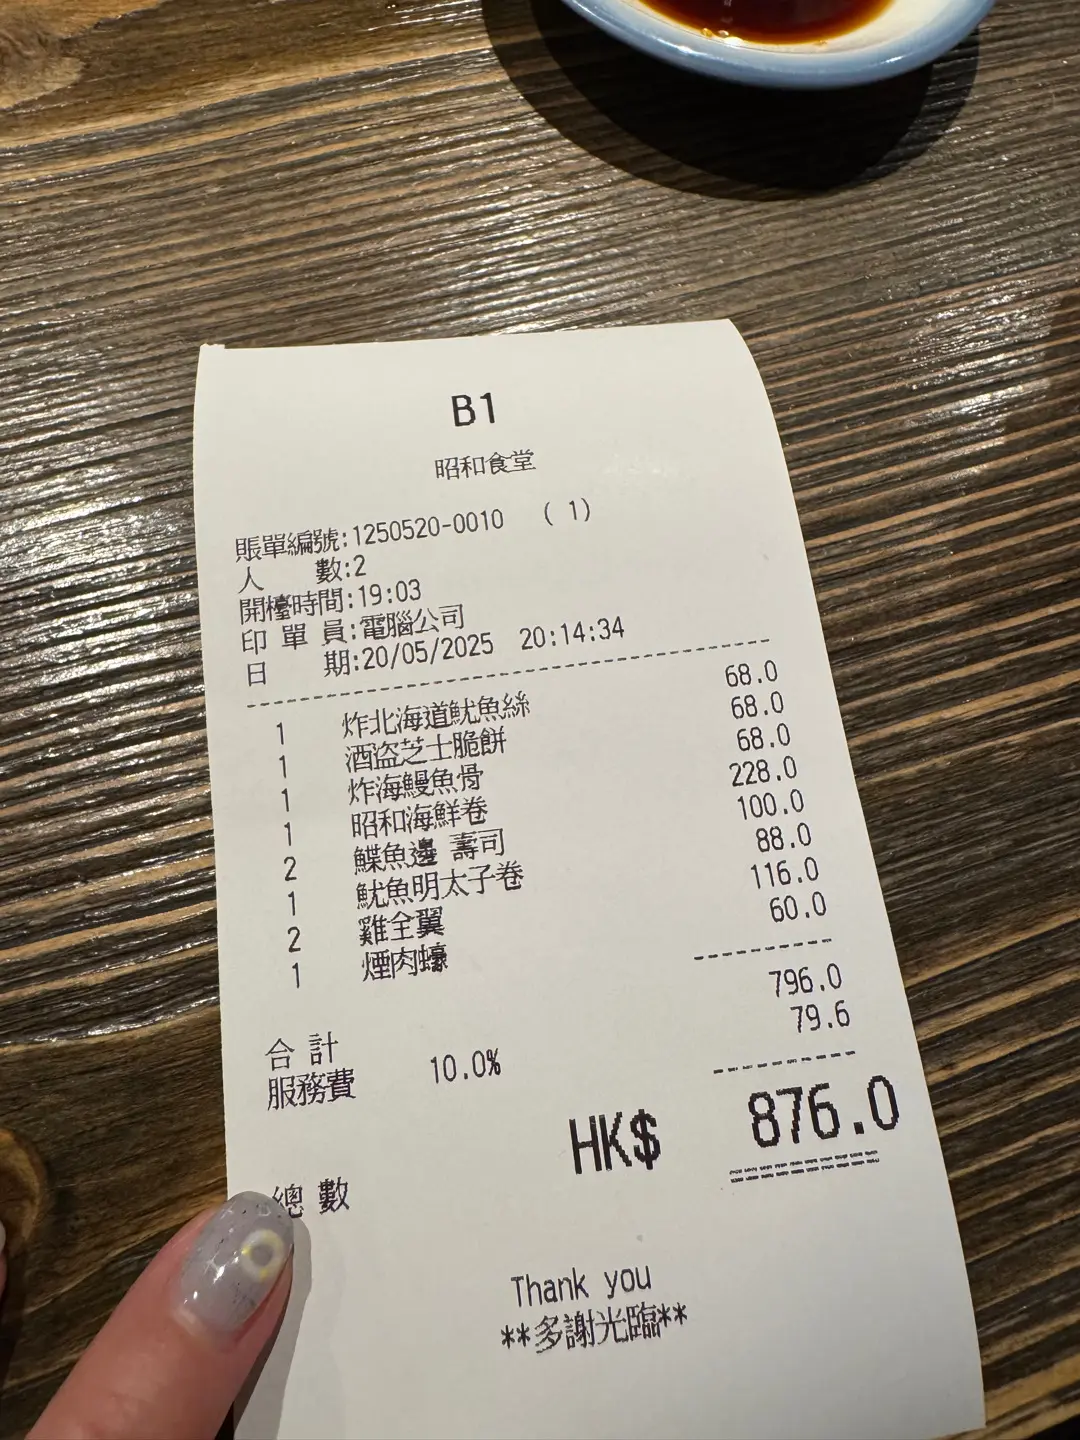 B1
昭和食堂
賬單編號:1250520-0010 ( 1)
人 數:2
開檯時間:19:03
印 單 員:電腦公司
日 期:20/05/2025 20:14:34
1 炸北海道魷魚絲 68.0
1 酒盜芝士脆餅 68.0
1 炸海鰻魚骨 68.0
1 昭和海鮮卷 228.0
2 鰈魚邊 壽司 100.0
1 魷魚明太子卷 88.0
2 雞全翼 116.0
1 煙肉蠔 60.0
合 計 796.0
服務費 10.0% 79.6
總 數 HK$ 876.0
Thank you
**多謝光臨**